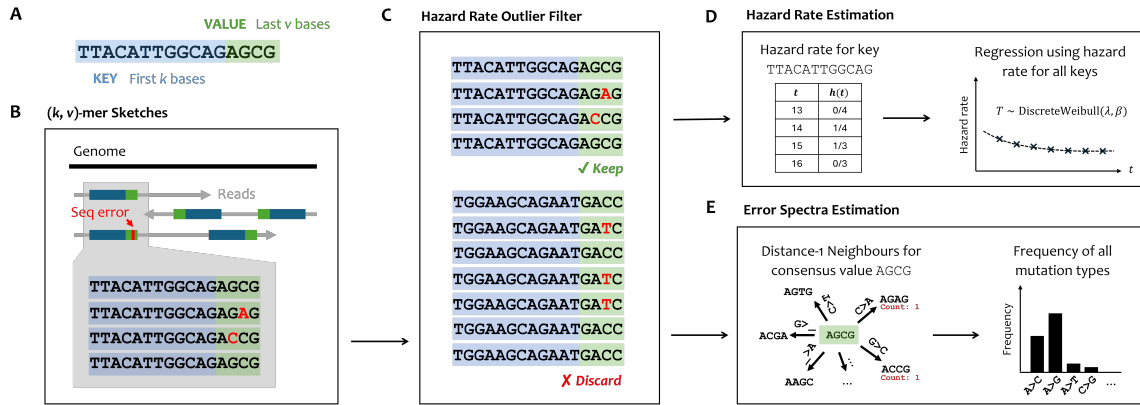 A
VALUE Last v bases
TTACATTGGCAGAGCG
KEY First k bases
B
(k, v)-mer Sketches
Genome
Reads
Seq error
TTACATTGGCAGAGCG
TTACATTGGCAGAGAG
TTACATTGGCAGACCG
TTACATTGGCAGAGCG
C
Hazard Rate Outlier Filter
TTACATTGGCAGAGCG
TTACATTGGCAGAGAG
TTACATTGGCAGACCG
TTACATTGGCAGAGCG
✓ Keep
TGGAAGCAGAATGACC
TGGAAGCAGAATGATC
TGGAAGCAGAATGACC
TGGAAGCAGAATGATC
TGGAAGCAGAATGATC
TGGAAGCAGAATGACC
TGGAAGCAGAATGACC
✗ Discard
D
Hazard Rate Estimation
Hazard rate for key
TTACATTGGCAG
t h(t)
13 0/4
14 1/4
15 1/3
16 0/3
Regression using hazard
rate for all keys
Hazard rate
T ~ DiscreteWeibull(λ, β)
t
E
Error Spectra Estimation
Distance-1 Neighbours for
consensus value AGCG
AGTG
C>T
C>A
AGAG
Count: 1
ACGA
G>_
AGCG
_>A
G>C
AAGC
...
...
ACCG
Count: 1
Frequency of all
mutation types
Frequency
A>C
A>G
A>T
C>G
...